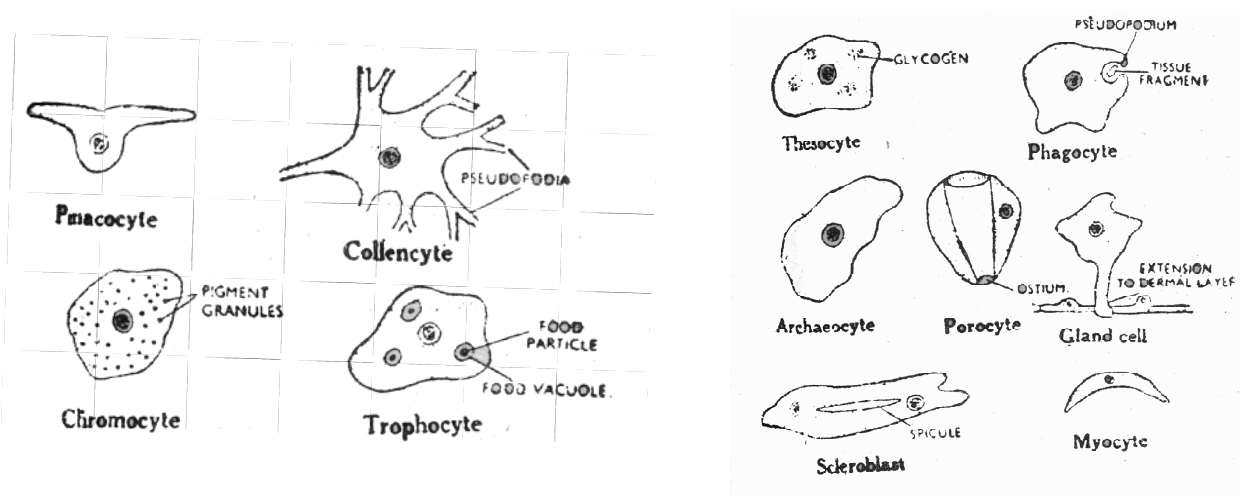 Pinacocyte
PSEUDOPODIA
Collencyte
PIGMENT
GRANULES
Chromocyte
FOOD
PARTICLE
FOOD VACUOLE.
Trophocyte
GLYCOGEN
Thesocyte
PSEUDOPODIUM
TISSUE
FRAGMENT
Phagocyte
Archaeocyte
OSTIUM.
Porocyte
EXTENSION
TO DERMAL LAYER
Gland cell
SPICULE
Scleroblast
Myocyte